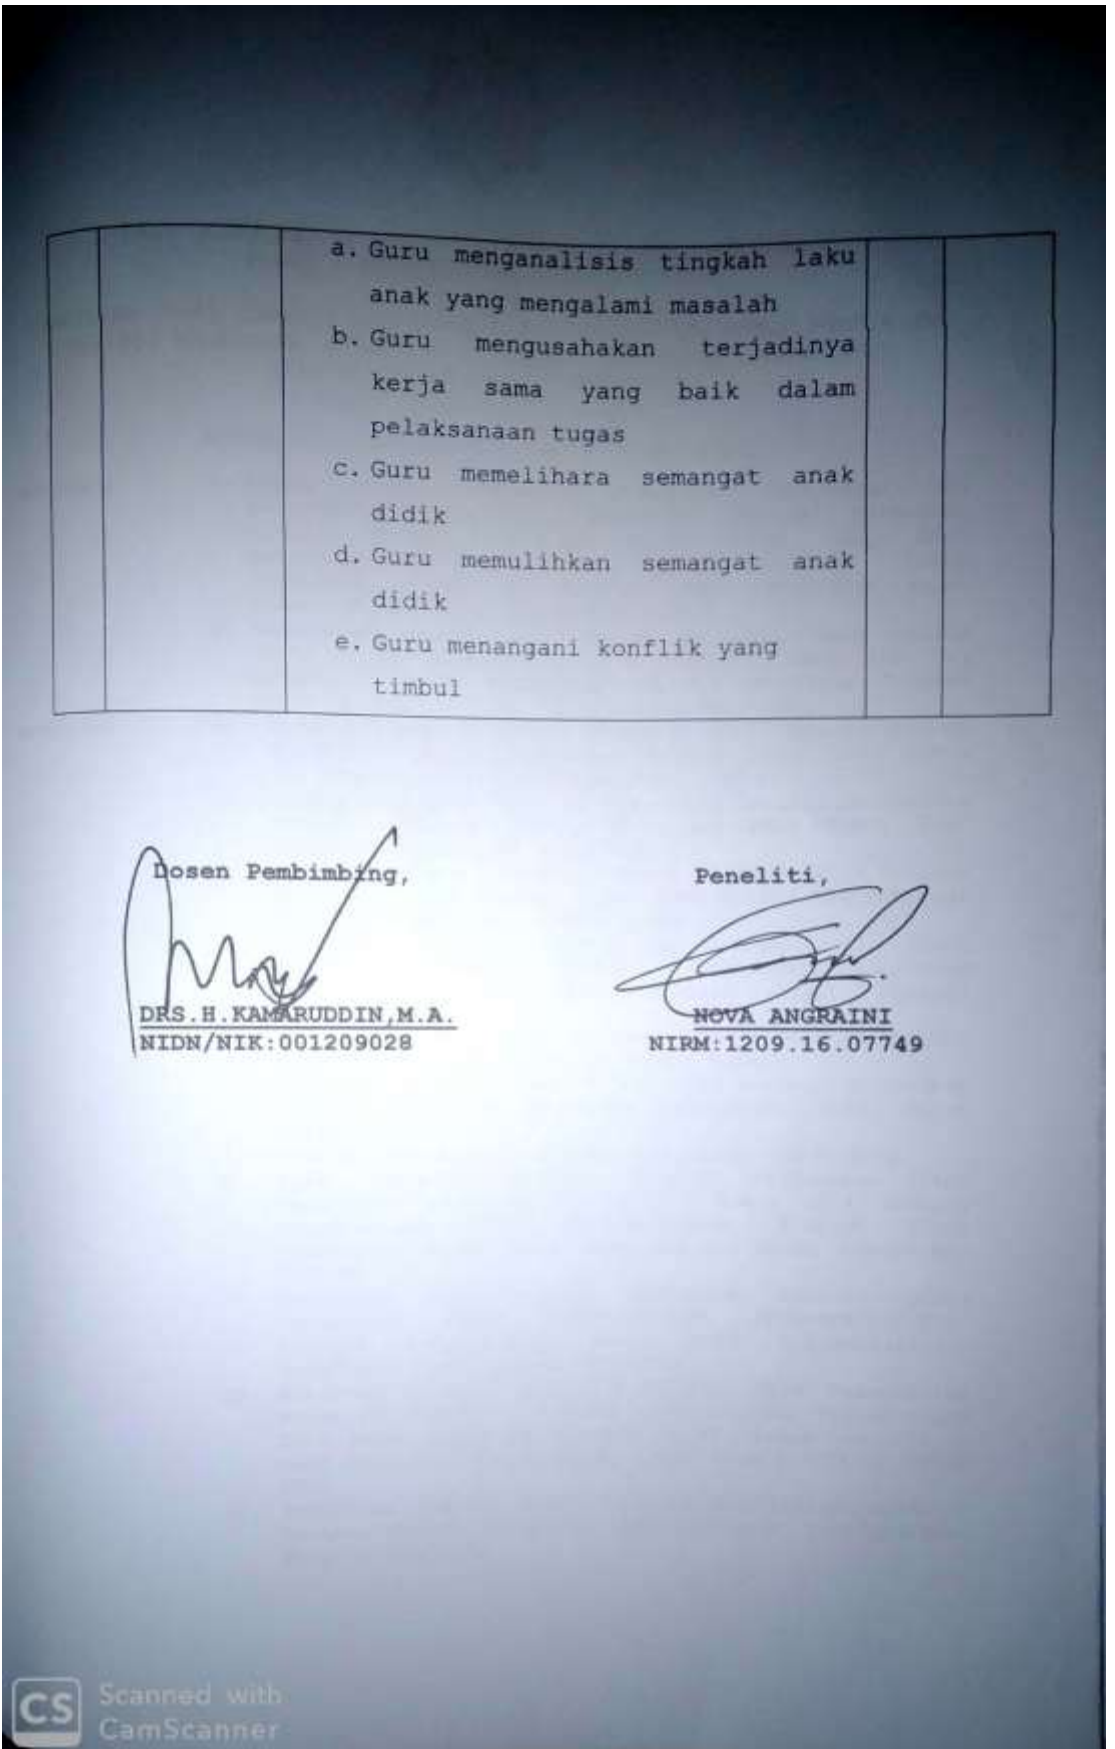 a. Guru menganalisis tingkah laku
anak yang mengalami masalah
b. Guru mengusahakan terjadinya
kerja sama yang baik dalam
pelaksanaan tugas
c. Guru memelihara semangat anak
didik
d. Guru memulihkan semangat anak
didik
e. Guru menangani konflik yang
timbul
Dosen Pembimbing,
Peneliti,
DRS.H.KAMARUDDIN,M.A.
NOVA ANGRAINI
NIDN/NIK:001209028
NIRM:1209.16.07749
CS
Scanned with
CamScanner